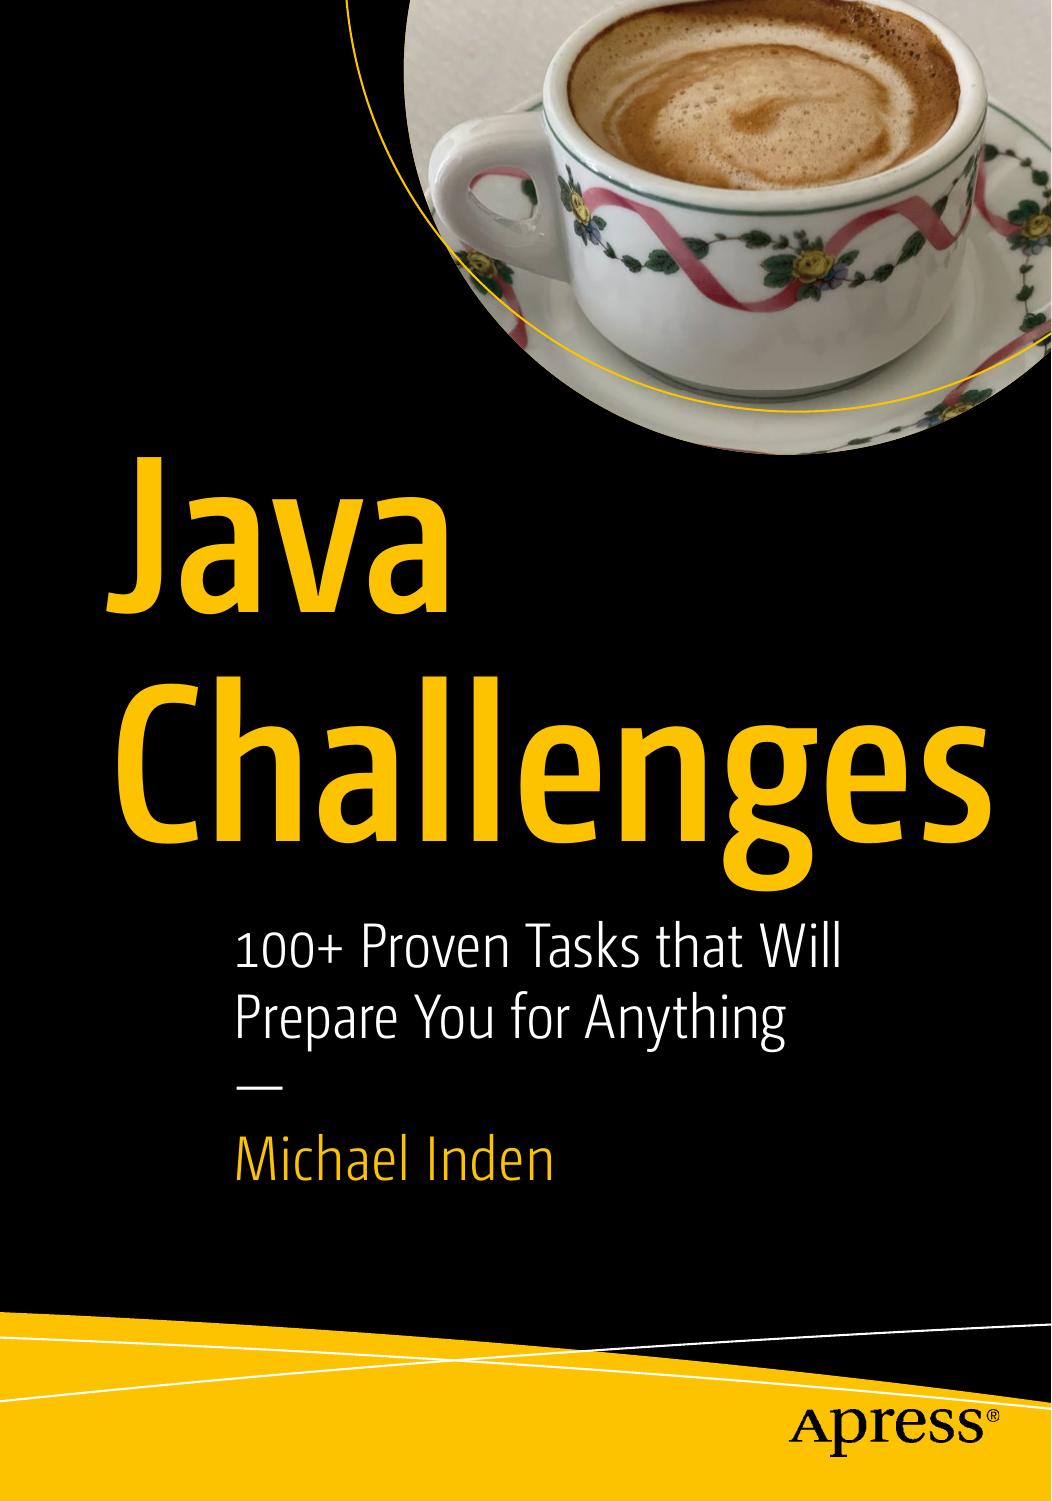 Java
Challenges
100+ Proven Tasks that Will
Prepare You for Anything
—
Michael Inden
Apress®